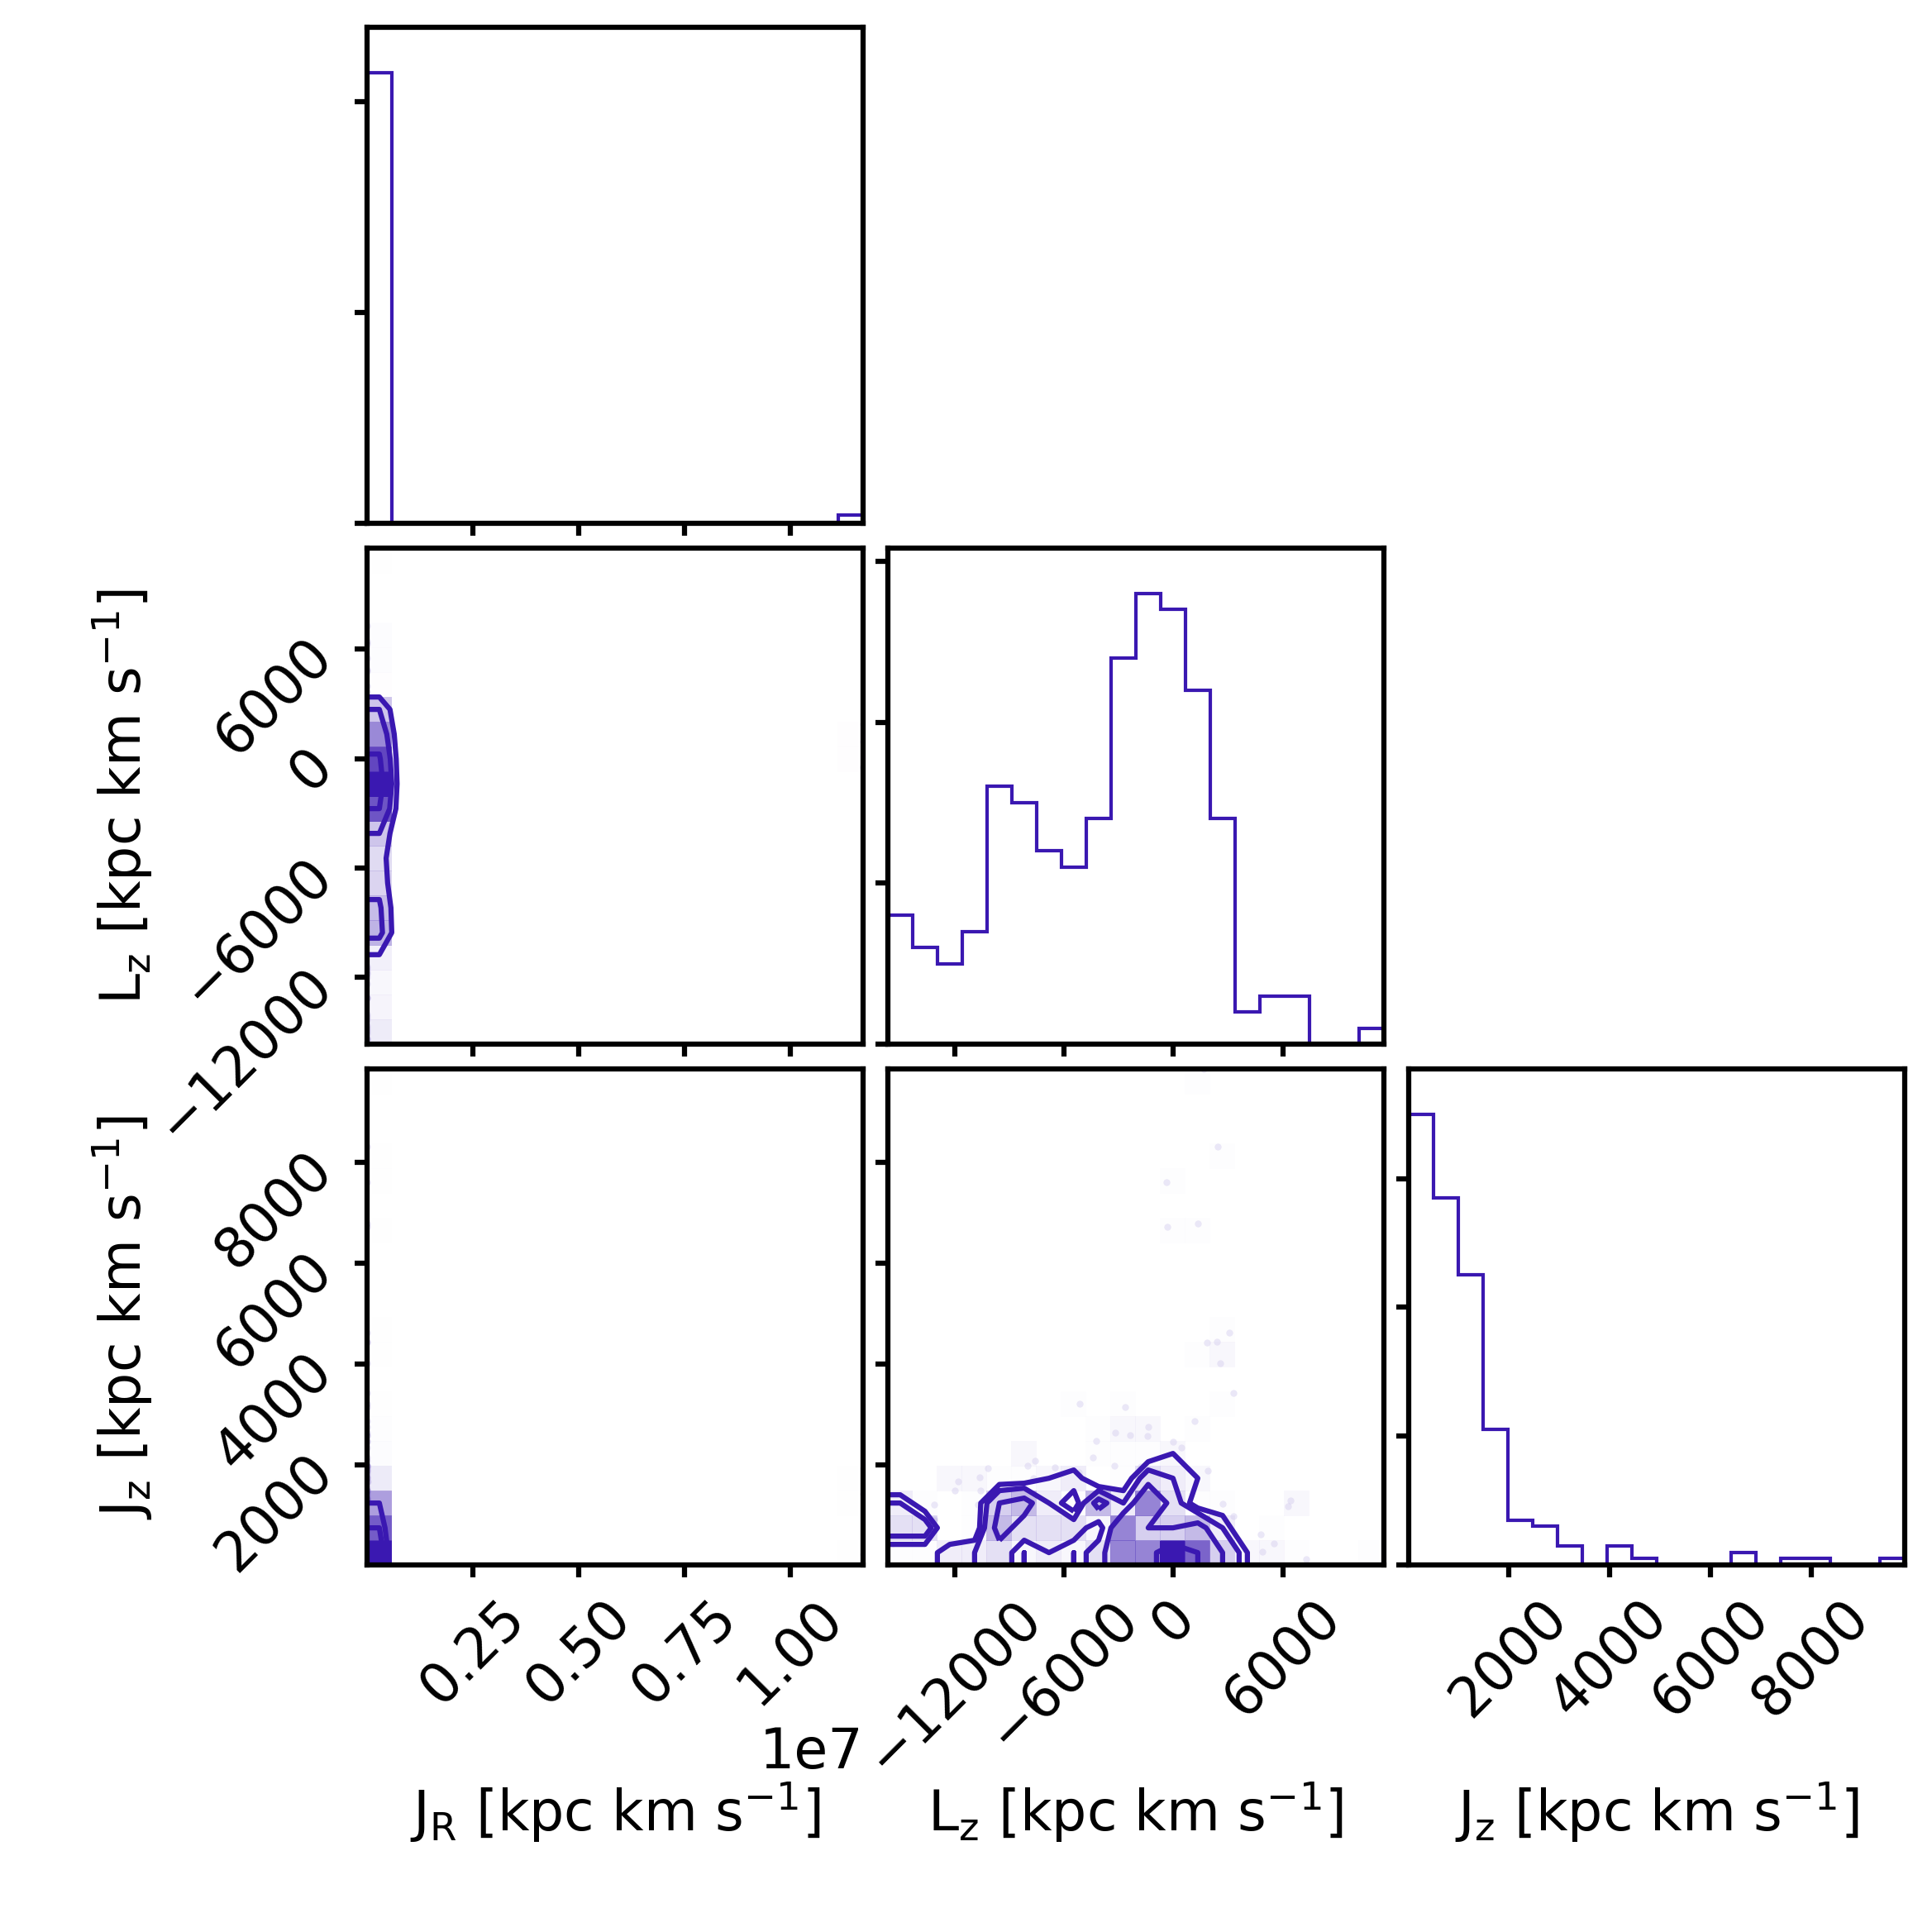 6000
0
−6000
−12000
L_z [kpc km s⁻¹]
8000
6000
4000
2000
J_z [kpc km s⁻¹]
0.25 0.50 0.75 1.00
1e7
J_R [kpc km s⁻¹]
−12000 −6000 0 6000
L_z [kpc km s⁻¹]
2000 4000 6000 8000
J_z [kpc km s⁻¹]